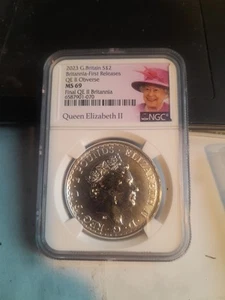 2023 G.Britain S£2
Britannia-First Releases
QE II Obverse
MS 69
Final QE II Britannia
NGC
Queen Elizabeth II
ELIZABETH